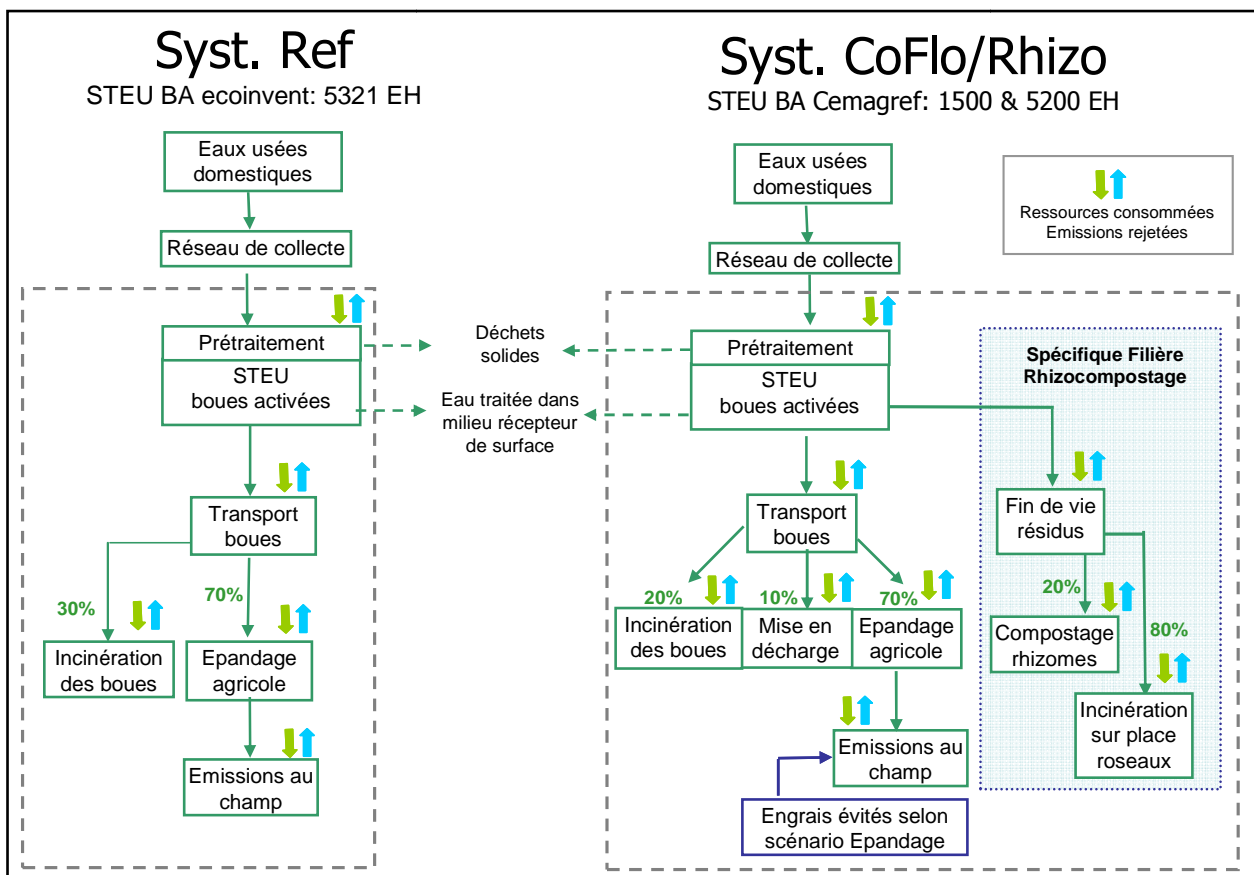 Syst. Ref
STEU BA ecoinvent: 5321 EH
Eaux usées
domestiques
Réseau de collecte
Prétraitement
STEU
boues activées
Transport
boues
30%
70%
Incinération
des boues
Epandage
agricole
Emissions au
champ
Déchets
solides
Eau traitée dans
milieu récepteur
de surface
Syst. CoFlo/Rhizo
STEU BA Cemagref: 1500 & 5200 EH
Eaux usées
domestiques
Réseau de collecte
Prétraitement
STEU
boues activées
Transport
boues
20%
10%
70%
Incinération
des boues
Mise en
décharge
Epandage
agricole
Emissions au
champ
Engrais évités selon
scénario Epandage
Ressources consommées
Emissions rejetées
Spécifique Filière
Rhizocompostage
Fin de vie
résidus
20%
80%
Compostage
rhizomes
Incinération
sur place
roseaux